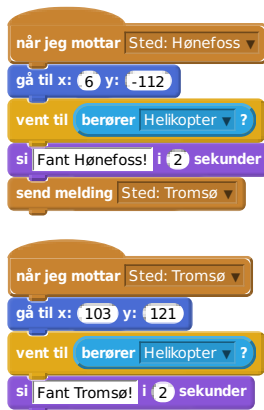 når jeg mottar Sted: Hønefoss
gå til x: 6 y: -112
vent til berører Helikopter ?
si Fant Hønefoss! i 2 sekunder
send melding Sted: Tromsø
når jeg mottar Sted: Tromsø
gå til x: 103 y: 121
vent til berører Helikopter ?
si Fant Tromsø! i 2 sekunder